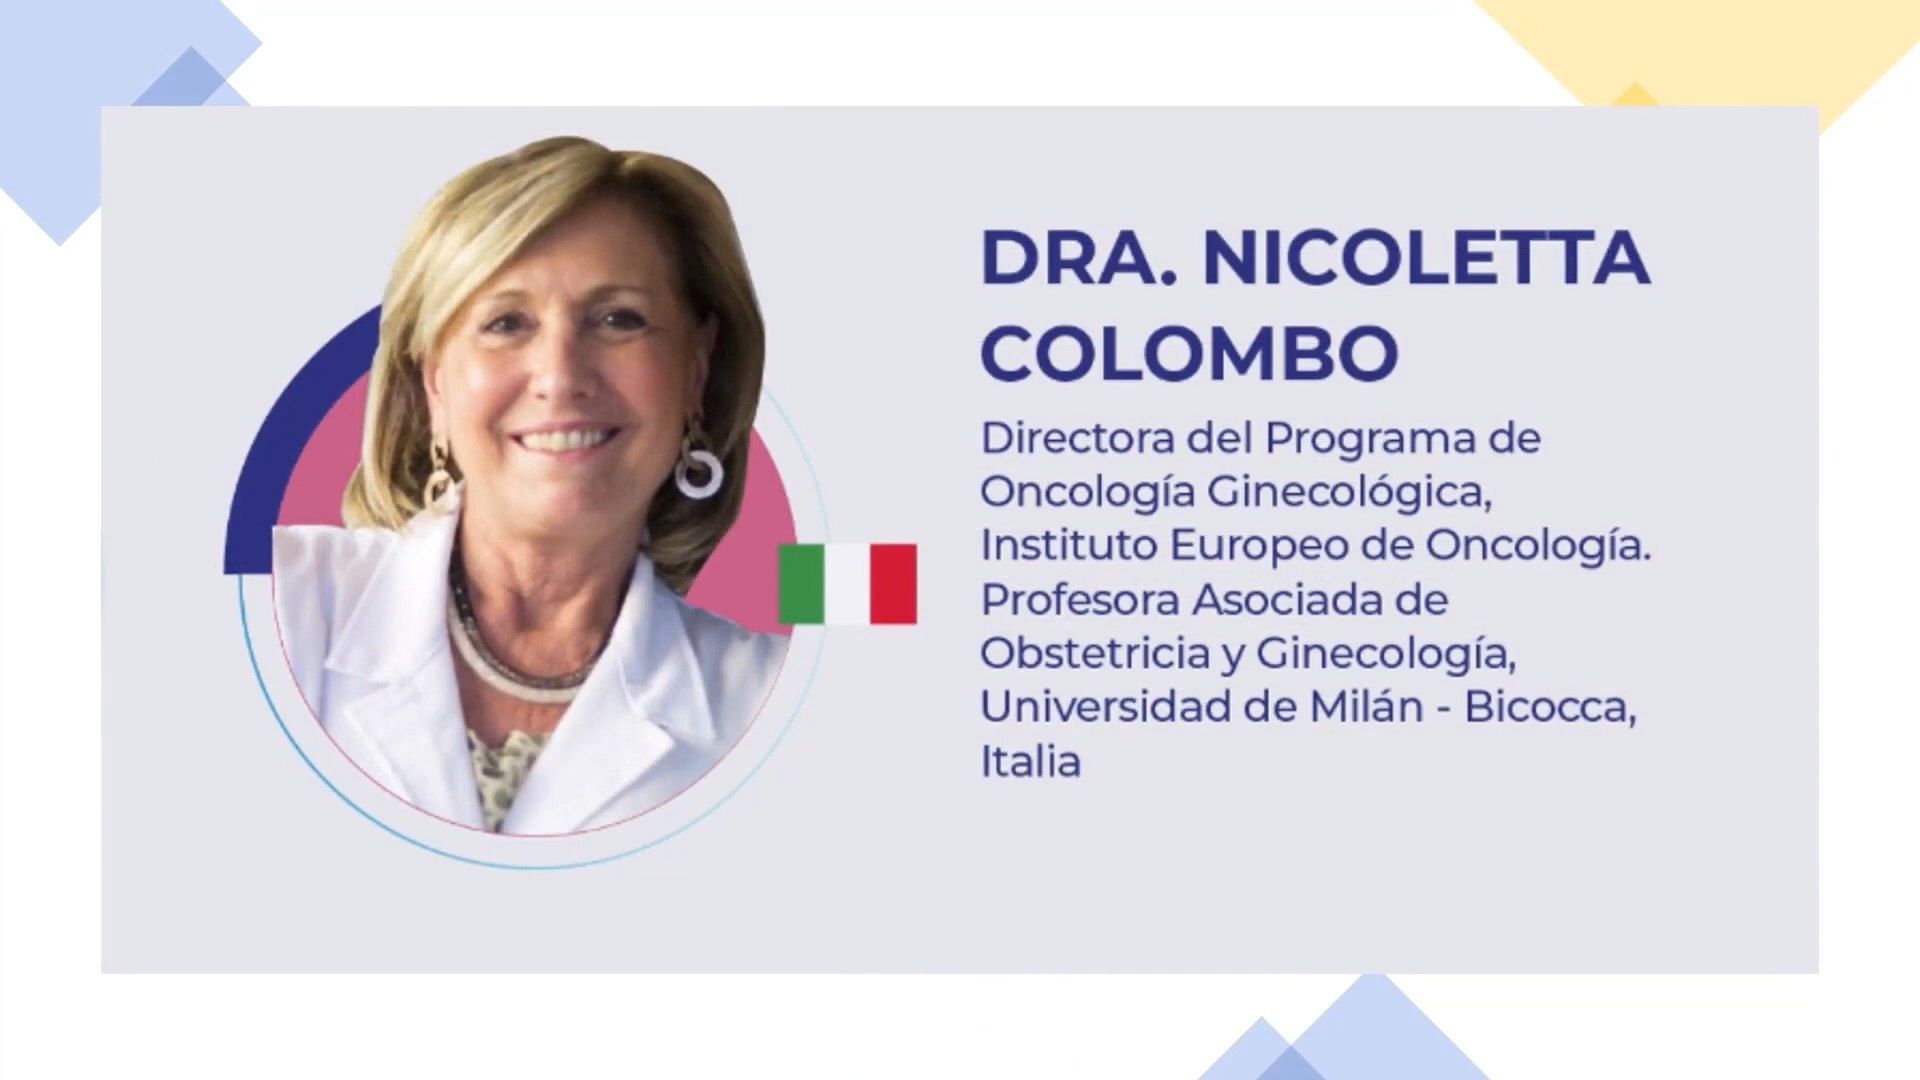 DRA. NICOLETTA
COLOMBO
Directora del Programa de
Oncología Ginecológica,
Instituto Europeo de Oncología.
Profesora Asociada de
Obstetricia y Ginecología,
Universidad de Milán - Bicocca,
Italia